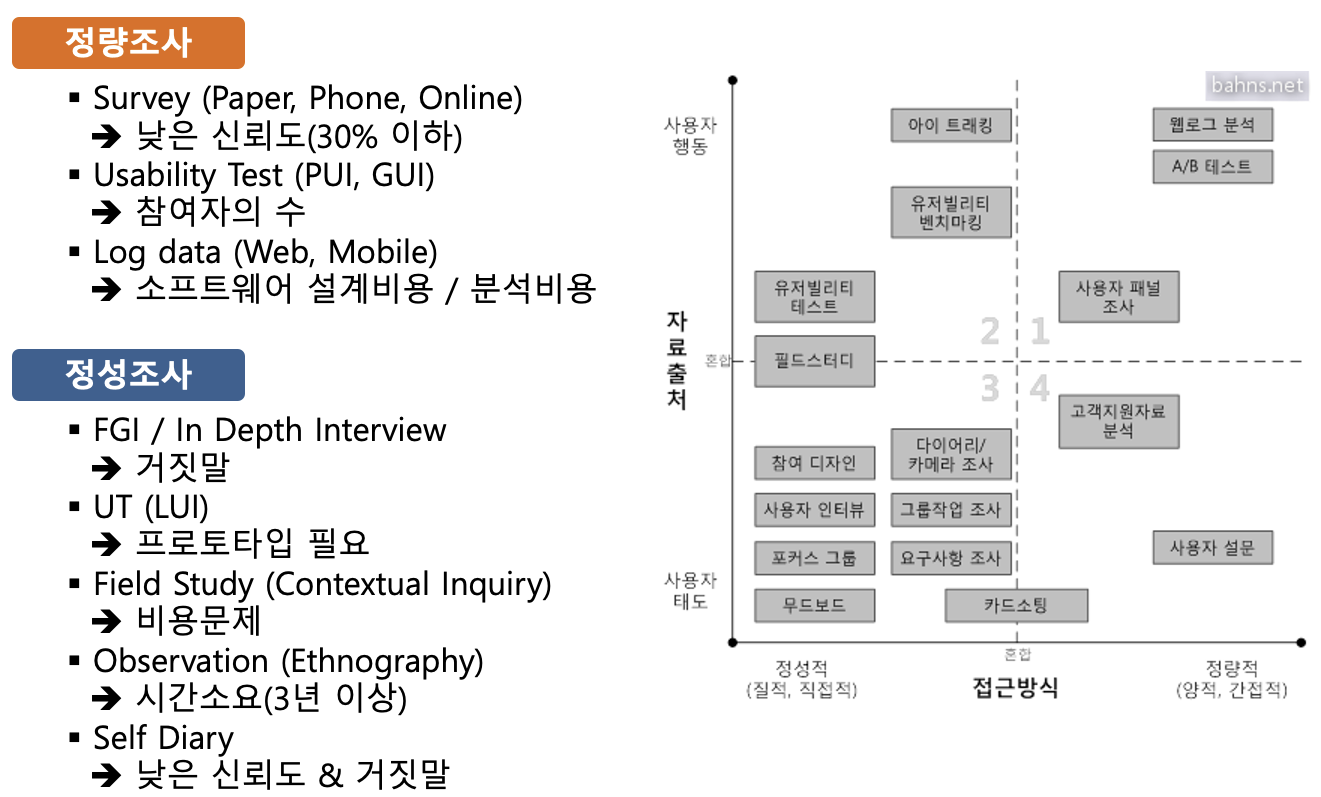 정량조사
▪ Survey (Paper, Phone, Online)
➔ 낮은 신뢰도(30% 이하)
▪ Usability Test (PUI, GUI)
➔ 참여자의 수
▪ Log data (Web, Mobile)
➔ 소프트웨어 설계비용 / 분석비용
정성조사
▪ FGI / In Depth Interview
➔ 거짓말
▪ UT (LUI)
➔ 프로토타입 필요
▪ Field Study (Contextual Inquiry)
➔ 비용문제
▪ Observation (Ethnography)
➔ 시간소요(3년 이상)
▪ Self Diary
➔ 낮은 신뢰도 & 거짓말
bahns.net
사용자
행동
아이 트래킹
웹로그 분석
A/B 테스트
유저빌리티
벤치마킹
유저빌리티
테스트
사용자 패널
조사
자료출처
2
1
혼합
필드스터디
3
4
고객지원자료
분석
참여 디자인
다이어리/
카메라 조사
사용자 인터뷰
그룹작업 조사
포커스 그룹
요구사항 조사
사용자 설문
사용자
태도
무드보드
카드소팅
혼합
정성적
(질적, 직접적)
접근방식
정량적
(양적, 간접적)